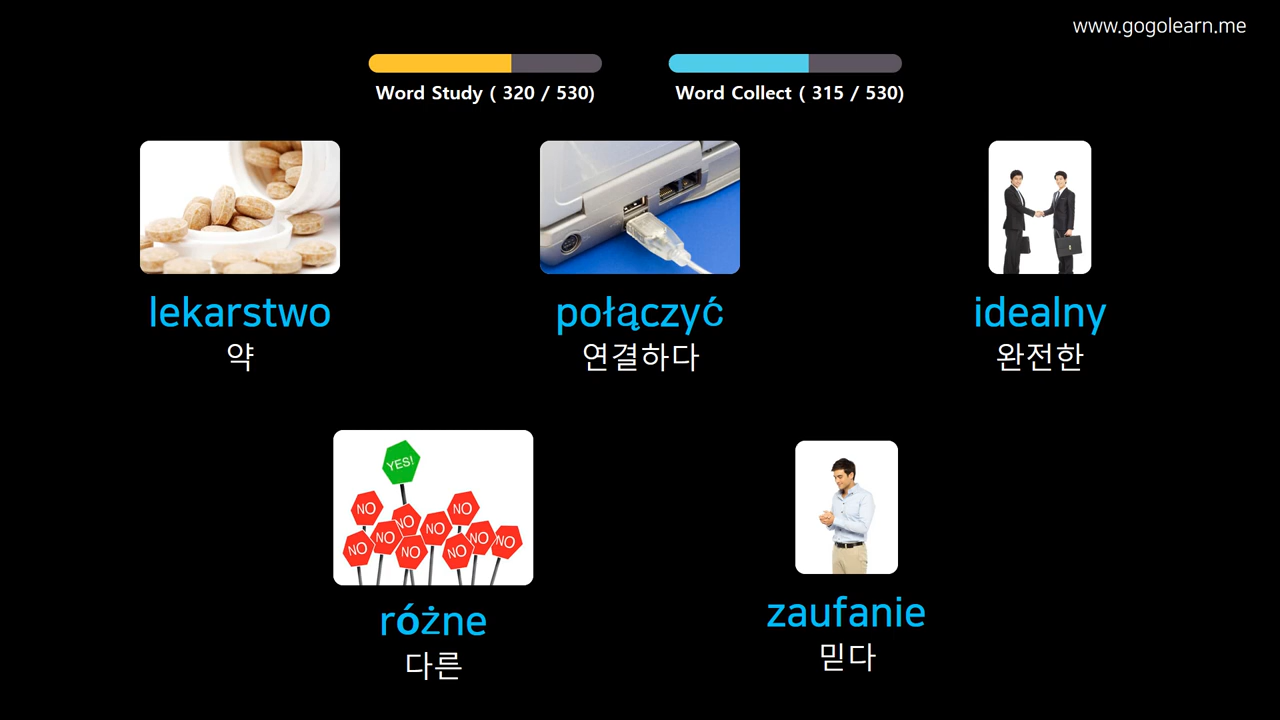 www.gogolearn.me
Word Study ( 320 / 530)
Word Collect ( 315 / 530)
lekarstwo
약
połączyć
연결하다
idealny
완전한
YES!
NO
NO
NO
NO
NO
NO
NO
NO
NO
NO
różne
다른
zaufanie
믿다